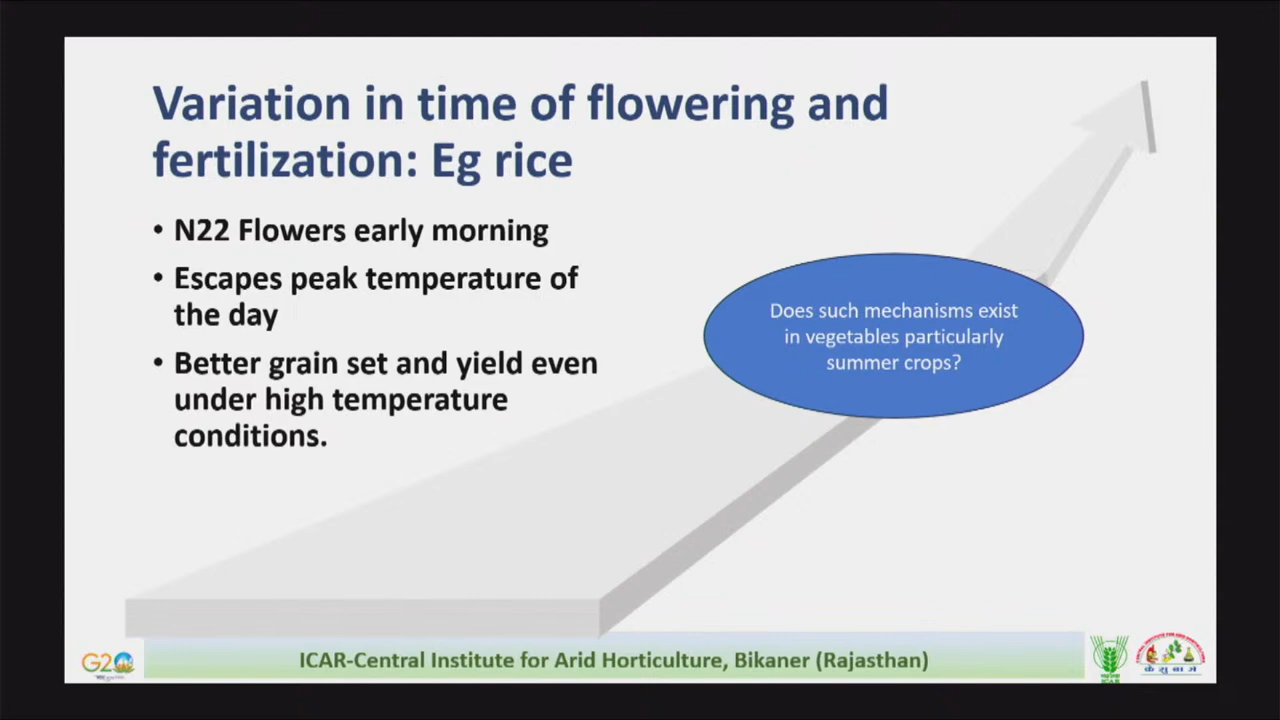 Variation in time of flowering and
fertilization: Eg rice
• N22 Flowers early morning
• Escapes peak temperature of
the day
• Better grain set and yield even
under high temperature
conditions.
Does such mechanisms exist
in vegetables particularly
summer crops?
G20
ICAR-Central Institute for Arid Horticulture, Bikaner (Rajasthan)
ICAR